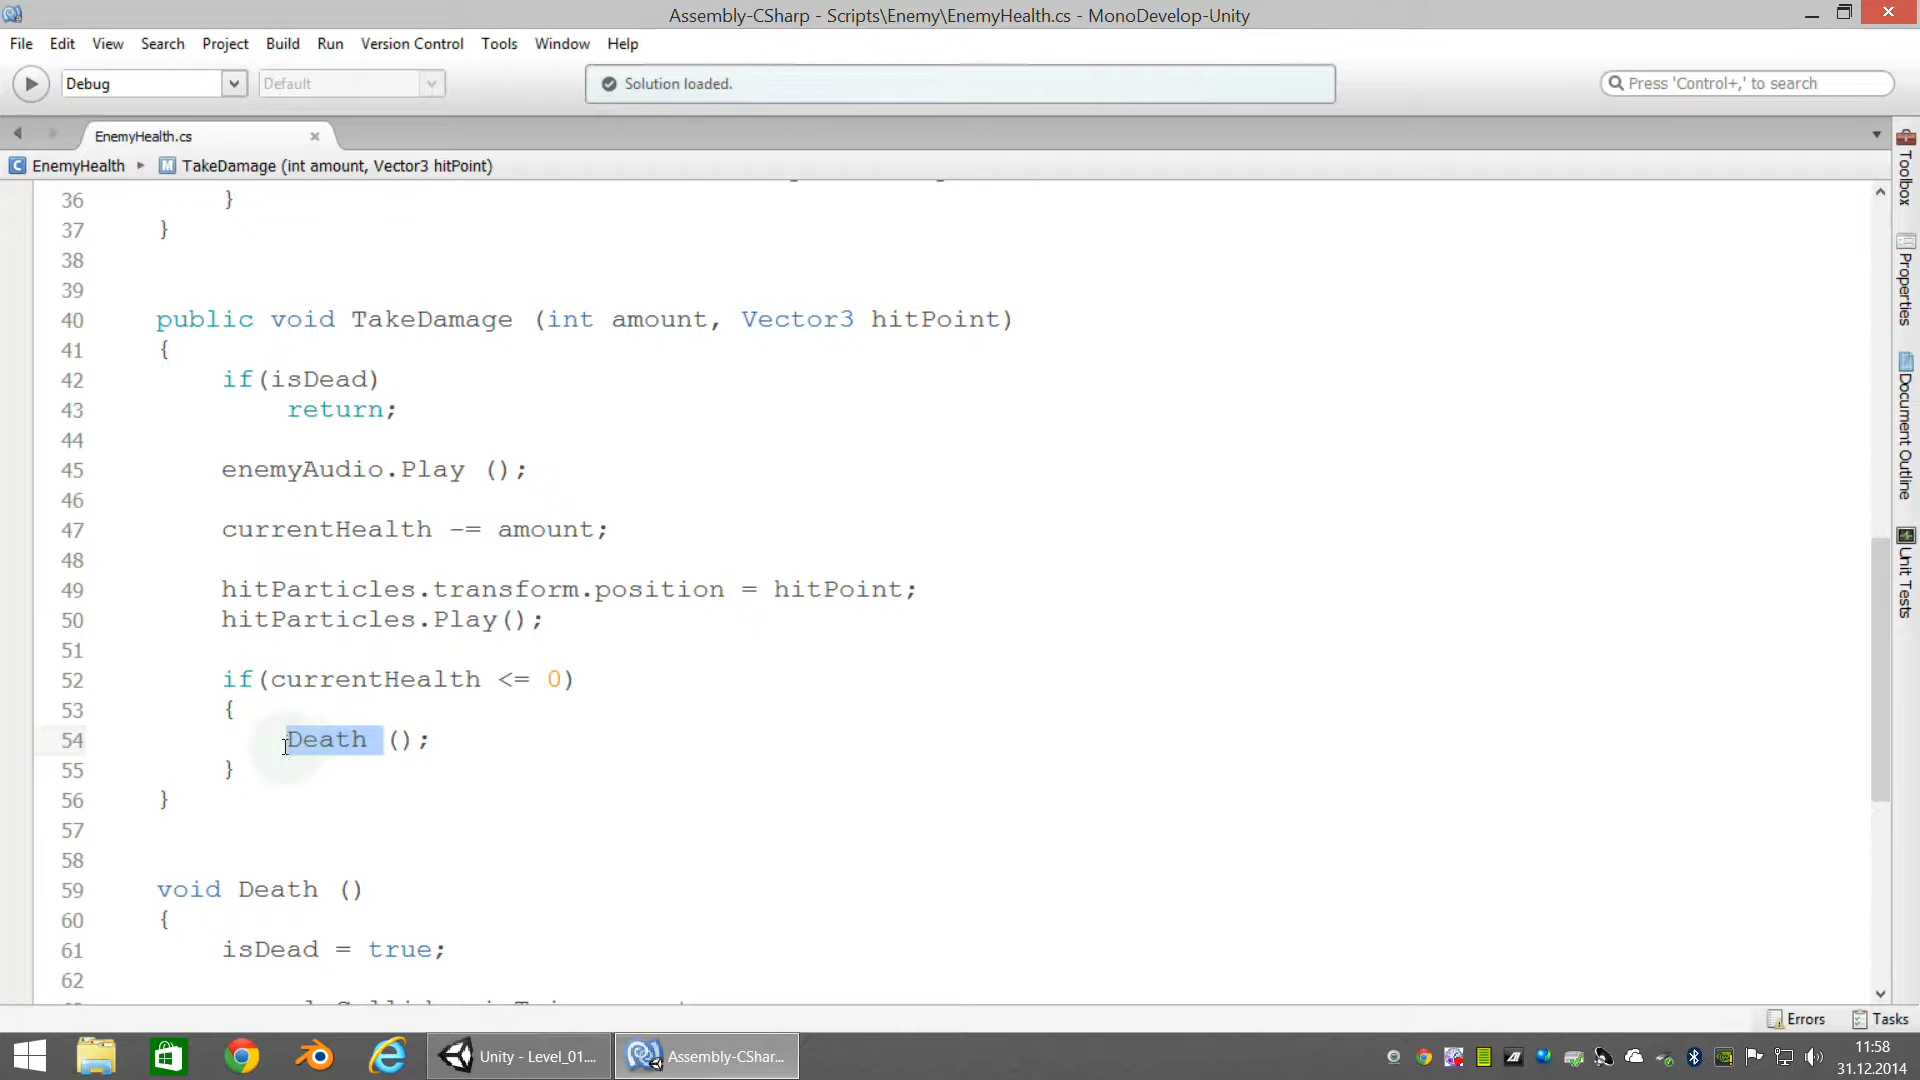 Assembly-CSharp - Scripts\Enemy\EnemyHealth.cs - MonoDevelop-Unity
File Edit View Search Project Build Run Version Control Tools Window Help
Debug Default Solution loaded. Press 'Control+,' to search
EnemyHealth.cs
EnemyHealth TakeDamage (int amount, Vector3 hitPoint)
36 }
37 }
38
39
40 public void TakeDamage (int amount, Vector3 hitPoint)
41 {
42 if(isDead)
43 return;
44
45 enemyAudio.Play ();
46
47 currentHealth -= amount;
48
49 hitParticles.transform.position = hitPoint;
50 hitParticles.Play();
51
52 if(currentHealth <= 0)
53 {
54 Death ();
55 }
56 }
57
58
59 void Death ()
60 {
61 isDead = true;
62
Toolbox
Properties
Document Outline
Unit Tests
Errors Tasks
Unity - Level_01.... Assembly-CShar...
11:58
31.12.2014